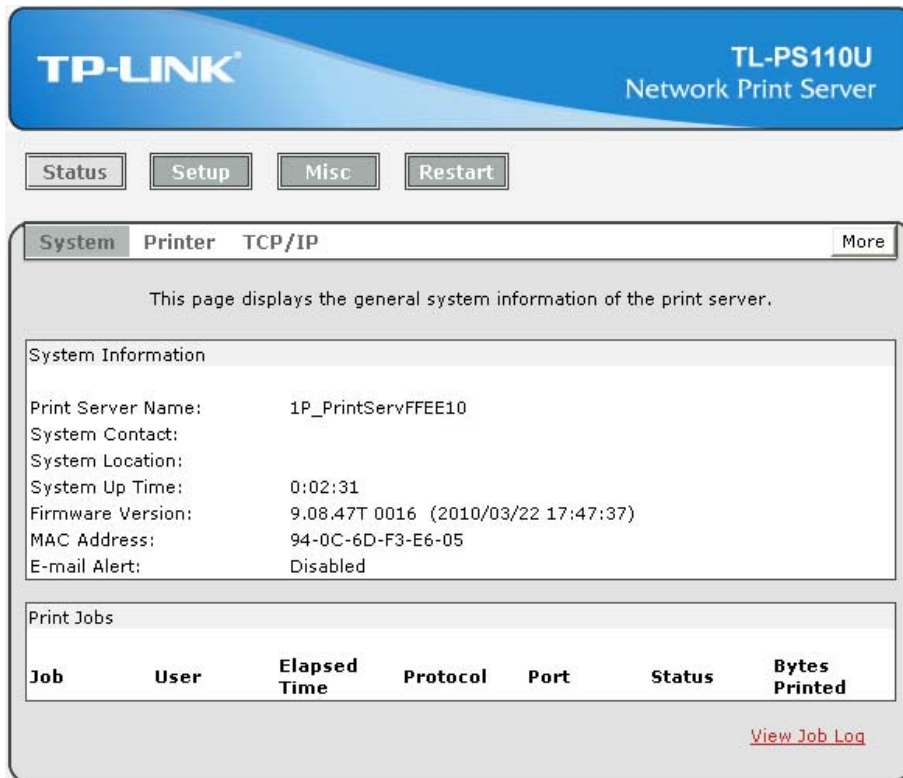 TP-LINK®
TL-PS110U
Network Print Server
Status Setup Misc Restart
System Printer TCP/IP More
This page displays the general system information of the print server.
System Information
Print Server Name: 1P_PrintServFFEE10
System Contact:
System Location:
System Up Time: 0:02:31
Firmware Version: 9.08.47T 0016 (2010/03/22 17:47:37)
MAC Address: 94-0C-6D-F3-E6-05
E-mail Alert: Disabled
Print Jobs
Job User Elapsed Time Protocol Port Status Bytes Printed
View Job Log